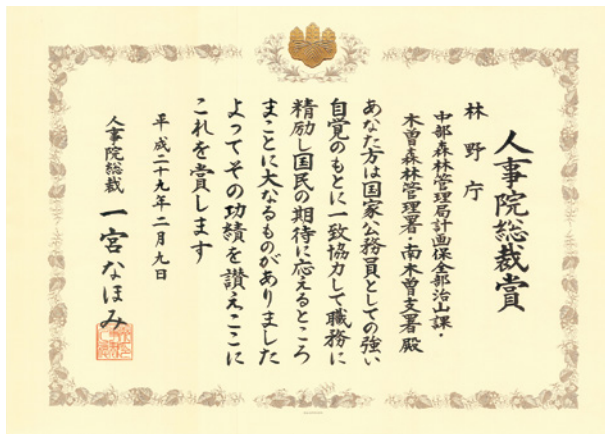 人事院総裁賞
林野庁
中部森林管理局計画保全部治山課・
木曽森林管理署・南木曽支署殿
あなた方は国家公務員としての強い
自覚のもとに一致協力して職務に
精励し国民の期待に応えるところ
まことに大なるものがありました
よってその功績を讃えここに
これを賞します
平成二十九年二月九日
人事院総裁 一宮なほみ